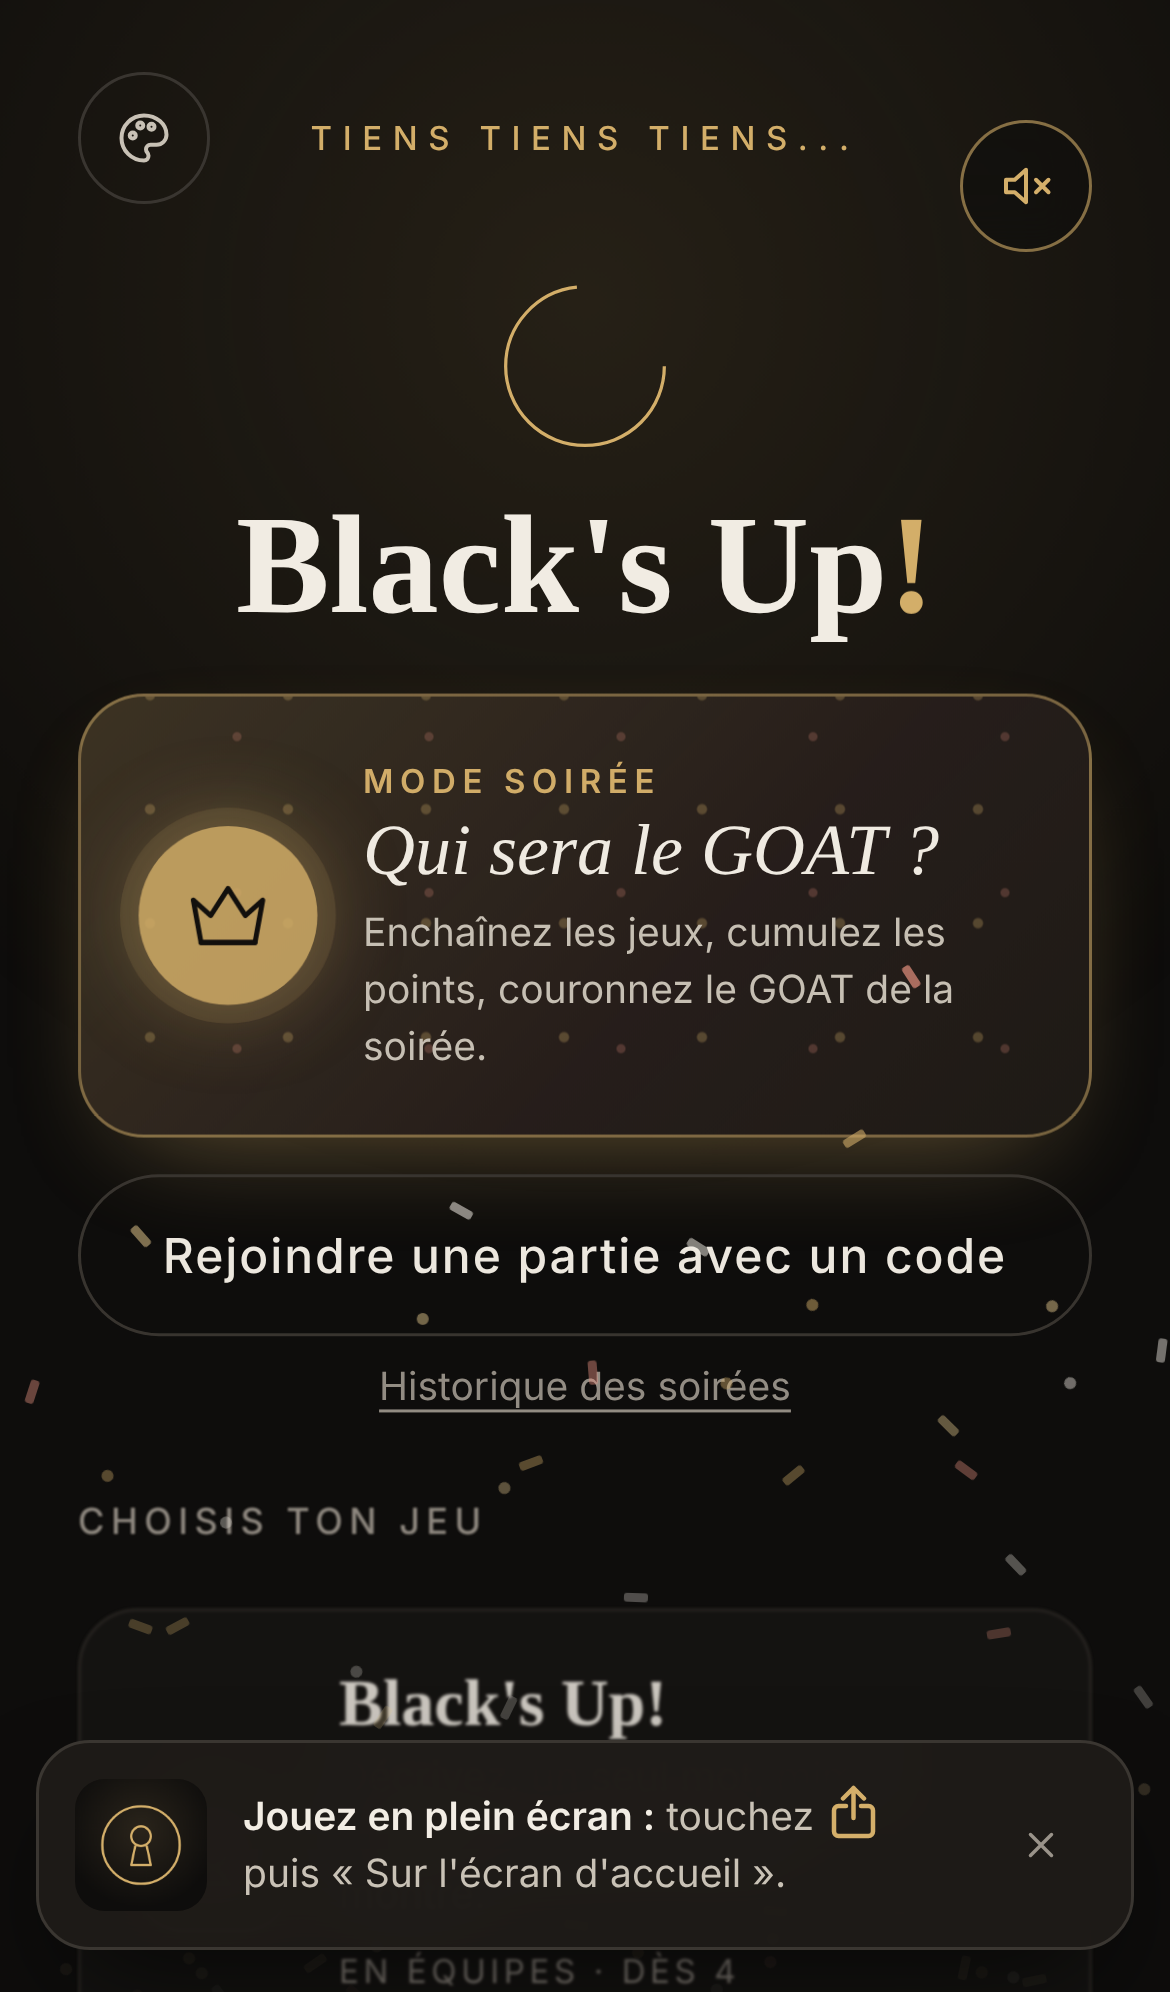 TIENS TIENS TIENS...
Black's Up!
MODE SOIRÉE
Qui sera le GOAT ?
Enchaînez les jeux, cumulez les
points, couronnez le GOAT de la
soirée.
Rejoindre une partie avec un code
Historique des soirées
CHOISIS TON JEU
Black's Up!
Jouez en plein écran : touchez
puis « Sur l'écran d'accueil ».
EN ÉQUIPES · DÈS 4